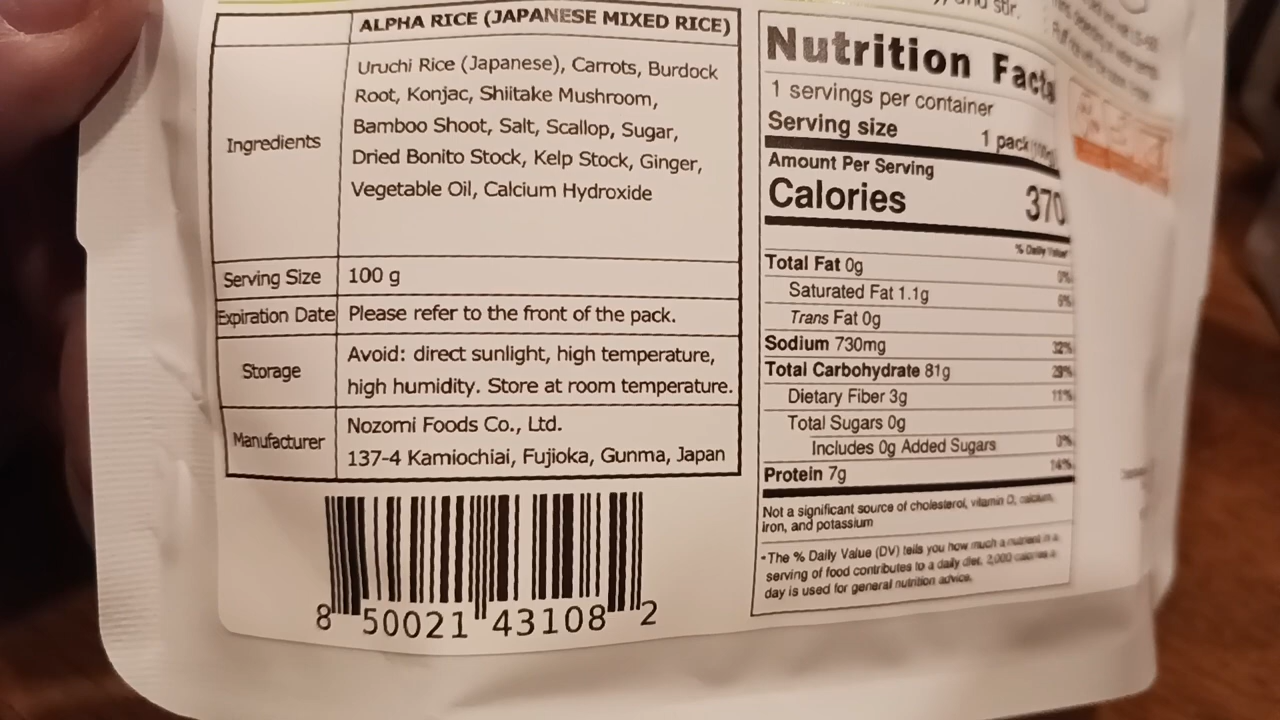 ALPHA RICE (JAPANESE MIXED RICE)
Ingredients
Uruchi Rice (Japanese), Carrots, Burdock
Root, Konjac, Shiitake Mushroom,
Bamboo Shoot, Salt, Scallop, Sugar,
Dried Bonito Stock, Kelp Stock, Ginger,
Vegetable Oil, Calcium Hydroxide
Serving Size 100 g
Expiration Date Please refer to the front of the pack.
Storage
Avoid: direct sunlight, high temperature,
high humidity. Store at room temperature.
Manufacturer
Nozomi Foods Co., Ltd.
137-4 Kamiochiai, Fujioka, Gunma, Japan
8 50021 43108 2
and stir.
Nutrition Facts
1 servings per container
Serving size 1 pack
Amount Per Serving
Calories 370
% Daily Value*
Total Fat 0g 0%
Saturated Fat 1.1g 6%
Trans Fat 0g
Sodium 730mg 32%
Total Carbohydrate 81g 29%
Dietary Fiber 3g 11%
Total Sugars 0g
Includes 0g Added Sugars 0%
Protein 7g 14%
Not a significant source of cholesterol, vitamin D, calcium,
iron, and potassium
*The % Daily Value (DV) tells you how much a nutrient in a
serving of food contributes to a daily diet. 2,000 calories a
day is used for general nutrition advice.